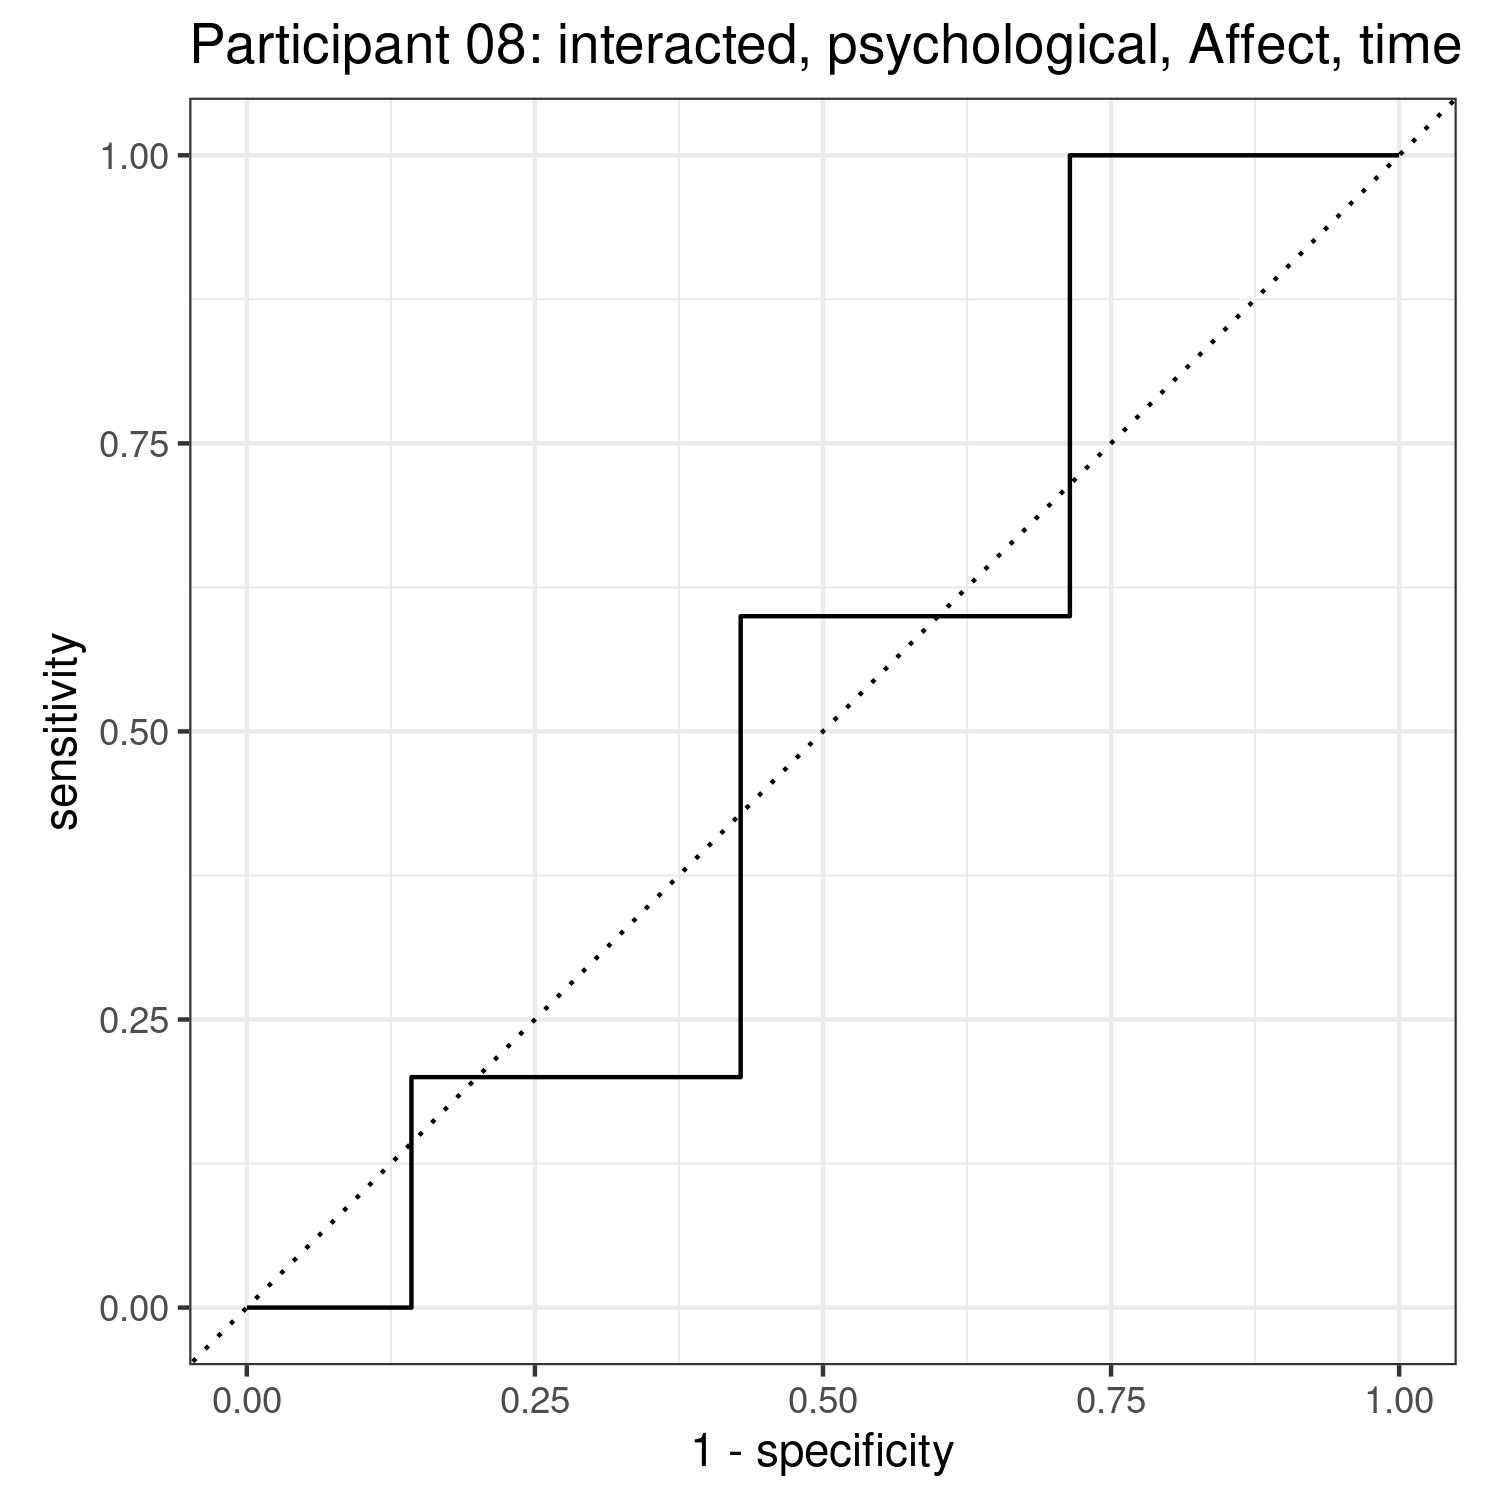 Participant 08: interacted, psychological, Affect, time
1.00
0.75
0.50
0.25
0.00
sensitivity
0.00 0.25 0.50 0.75 1.00
1 - specificity